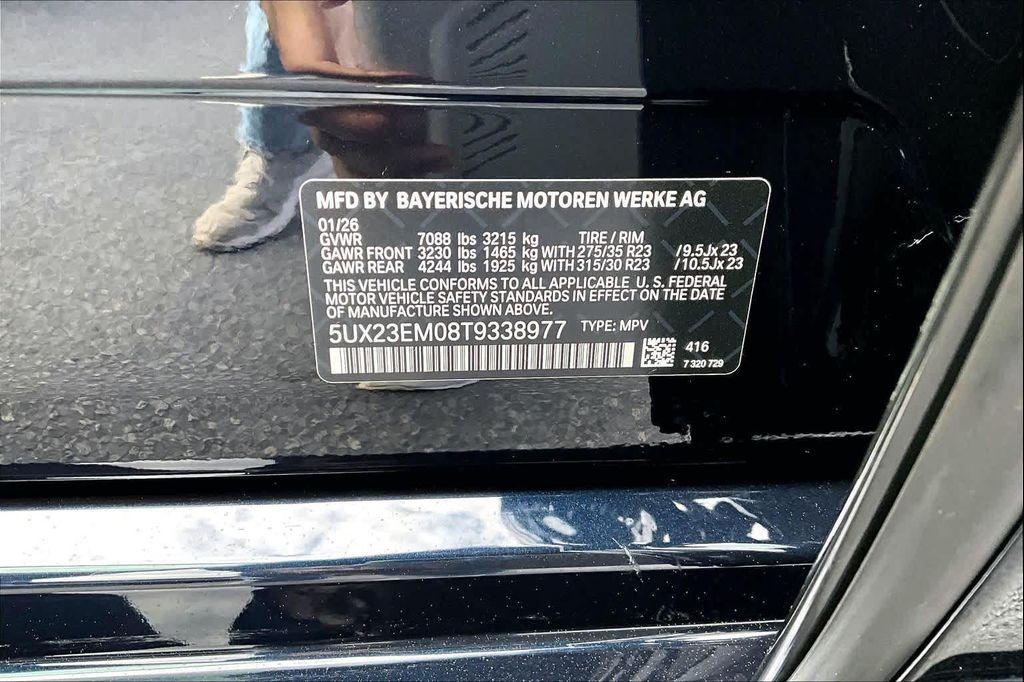 MFD BY BAYERISCHE MOTOREN WERKE AG
01/26
GVWR 7088 lbs 3215 kg TIRE / RIM
GAWR FRONT 3230 lbs 1465 kg WITH 275/35 R23 /9.5Jx 23
GAWR REAR 4244 lbs 1925 kg WITH 315/30 R23 /10.5Jx 23
THIS VEHICLE CONFORMS TO ALL APPLICABLE U. S. FEDERAL
MOTOR VEHICLE SAFETY STANDARDS IN EFFECT ON THE DATE
OF MANUFACTURE SHOWN ABOVE.
5UX23EM08T9338977 TYPE: MPV
416
7 320 729